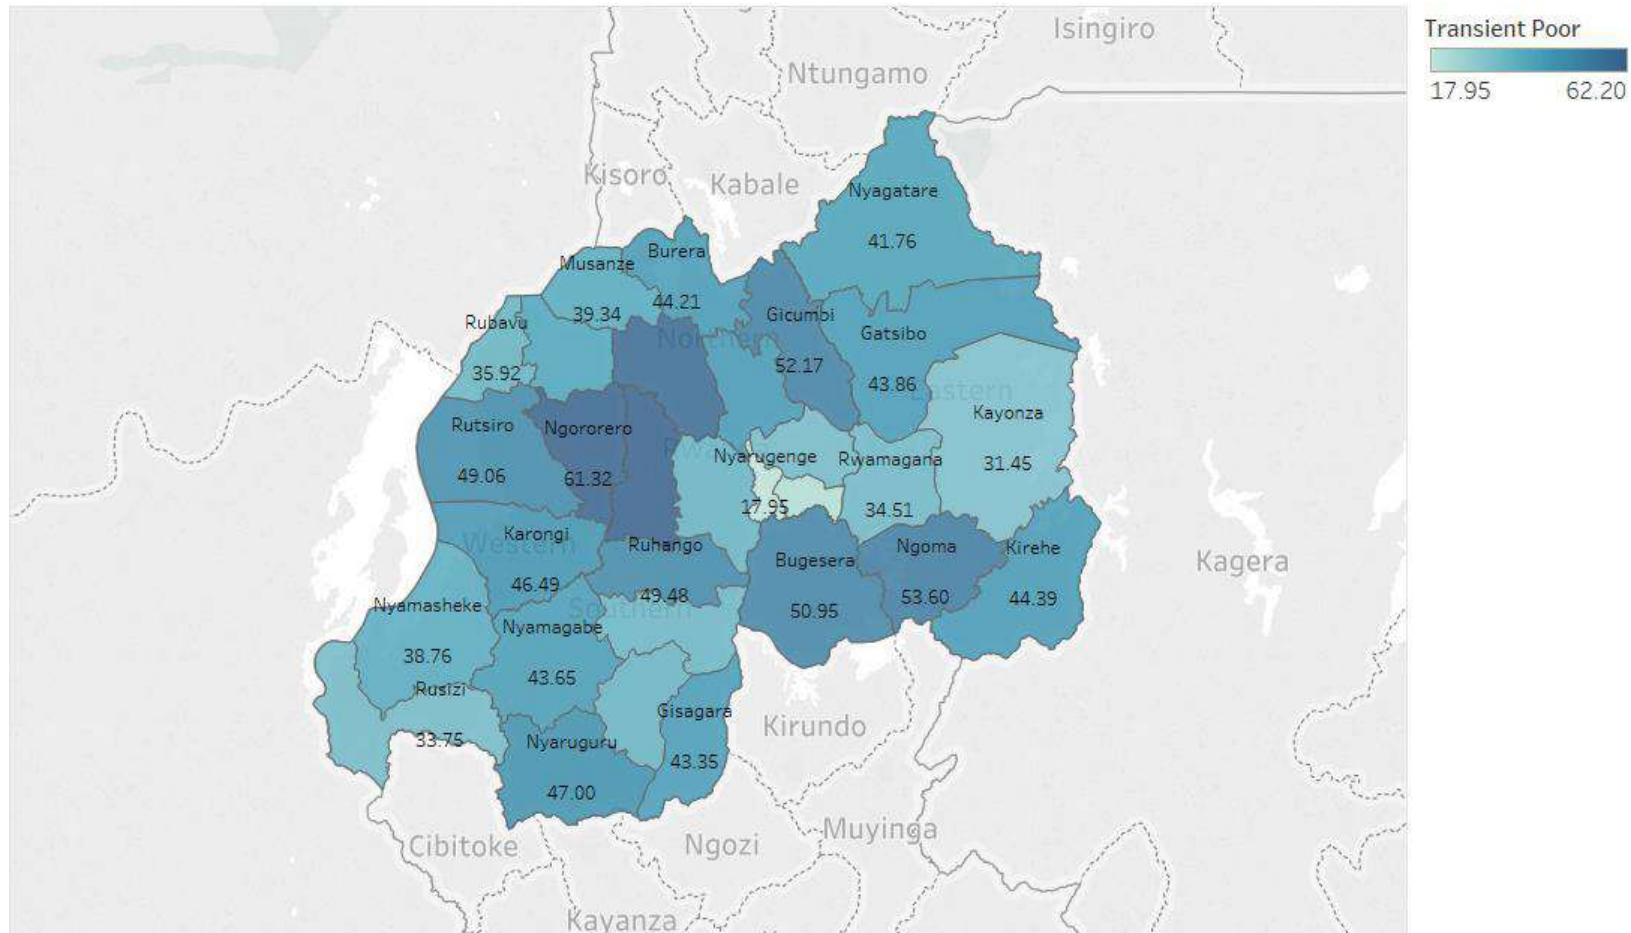 Transient Poor
17.95 62.20
Isingiro
Ntungamo
Kisoro
Kabale
Nyagatare
41.76
Burera
44.21
Musanze
39.34
Rubavu
35.92
Northern
Gicumbi
52.17
Gatsibo
43.86
Eastern
Kayonza
31.45
Rutsiro
49.06
Ngororero
61.32
Nyarugenge
17.95
Rwamagana
34.51
Karongi
46.49
Western
Ruhango
49.48
Southern
Bugesera
50.95
Ngoma
53.60
Kirehe
44.39
Kagera
Nyamasheke
38.76
Nyamagabe
43.65
Rusizi
33.75
Gisagara
43.35
Nyaruguru
47.00
Kirundo
Cibitoke
Ngozi
Muyinga
Kayanza